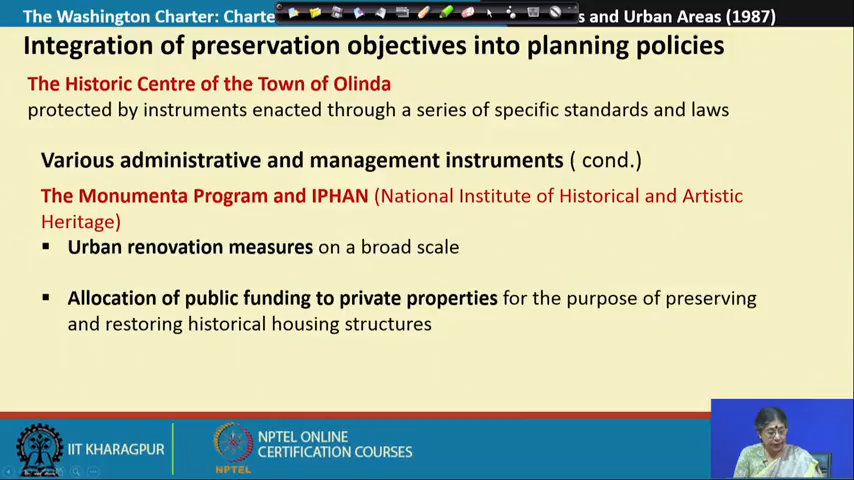 The Washington Charter: Charte s and Urban Areas (1987)
Integration of preservation objectives into planning policies
The Historic Centre of the Town of Olinda
protected by instruments enacted through a series of specific standards and laws
Various administrative and management instruments ( cond.)
The Monumenta Program and IPHAN (National Institute of Historical and Artistic
Heritage)
▪ Urban renovation measures on a broad scale
▪ Allocation of public funding to private properties for the purpose of preserving
and restoring historical housing structures
IIT KHARAGPUR
NPTEL
NPTEL ONLINE
CERTIFICATION COURSES